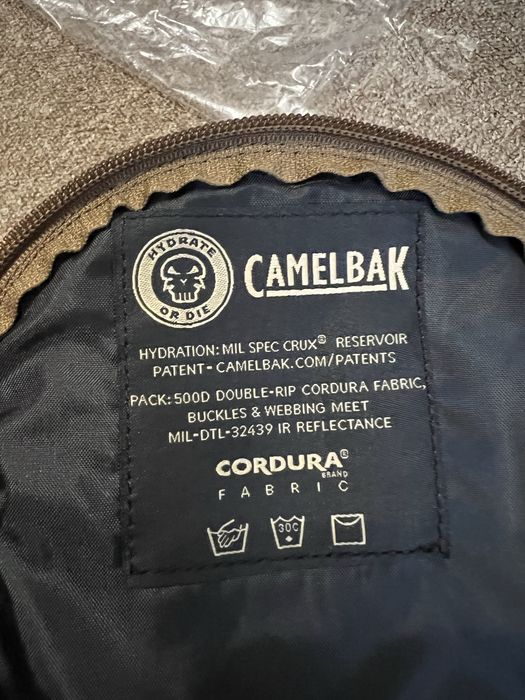 HYDRATE
OR DIE
CAMELBAK
HYDRATION: MIL SPEC CRUX® RESERVOIR
PATENT-CAMELBAK.COM/PATENTS
PACK: 500D DOUBLE-RIP CORDURA FABRIC,
BUCKLES & WEBBING MEET
MIL-DTL-32439 IR REFLECTANCE
CORDURA®
BRAND
FABRIC
30C